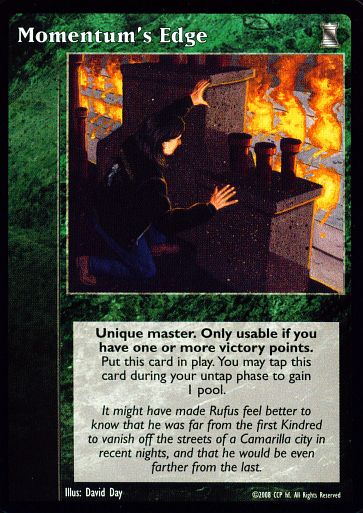 Momentum's Edge
Unique master. Only usable if you
have one or more victory points.
Put this card in play. You may tap this
card during your untap phase to gain
1 pool.
It might have made Rufus feel better to
know that he was far from the first Kindred
to vanish off the streets of a Camarilla city in
recent nights, and that he would be even
farther from the last.
Illus: David Day
©2008 CCP hf. All Rights Reserved